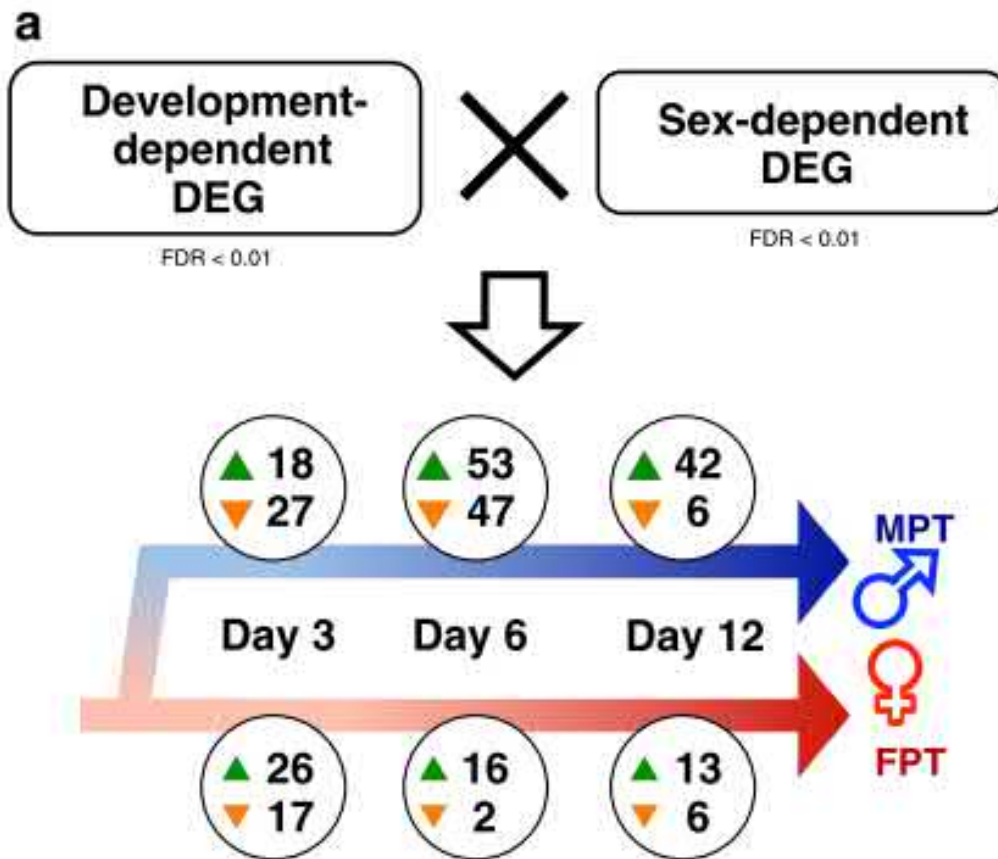 a
Development-
dependent
DEG
Sex-dependent
DEG
FDR < 0.01
FDR < 0.01
▲ 18
▼ 27
▲ 53
▼ 47
▲ 42
▼ 6
MPT
Day 3
Day 6
Day 12
▲ 26
▼ 17
▲ 16
▼ 2
▲ 13
▼ 6
FPT